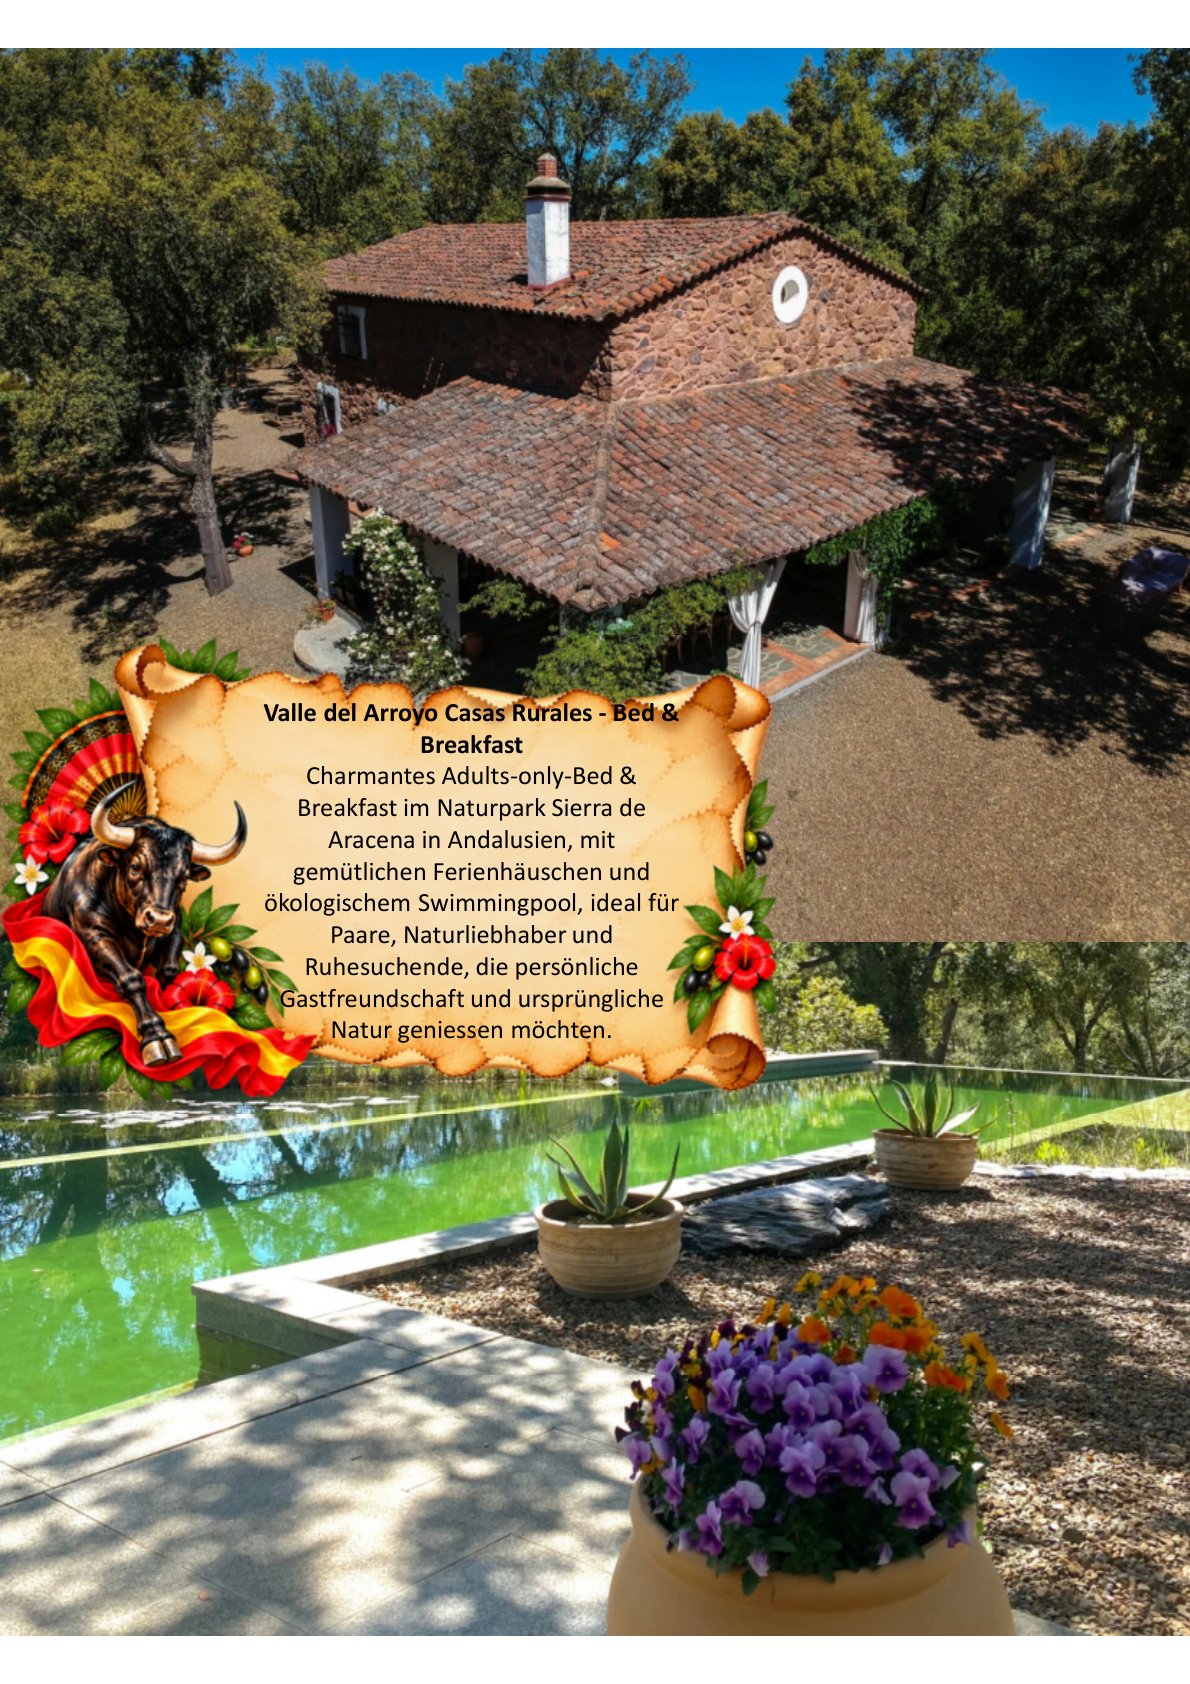 Valle del Arroyo Casas Rurales - Bed &
Breakfast
Charmantes Adults-only-Bed &
Breakfast im Naturpark Sierra de
Aracena in Andalusien, mit
gemütlichen Ferienhäuschen und
ökologischem Swimmingpool, ideal für
Paare, Naturliebhaber und
Ruhesuchende, die persönliche
Gastfreundschaft und ursprüngliche
Natur geniessen möchten.